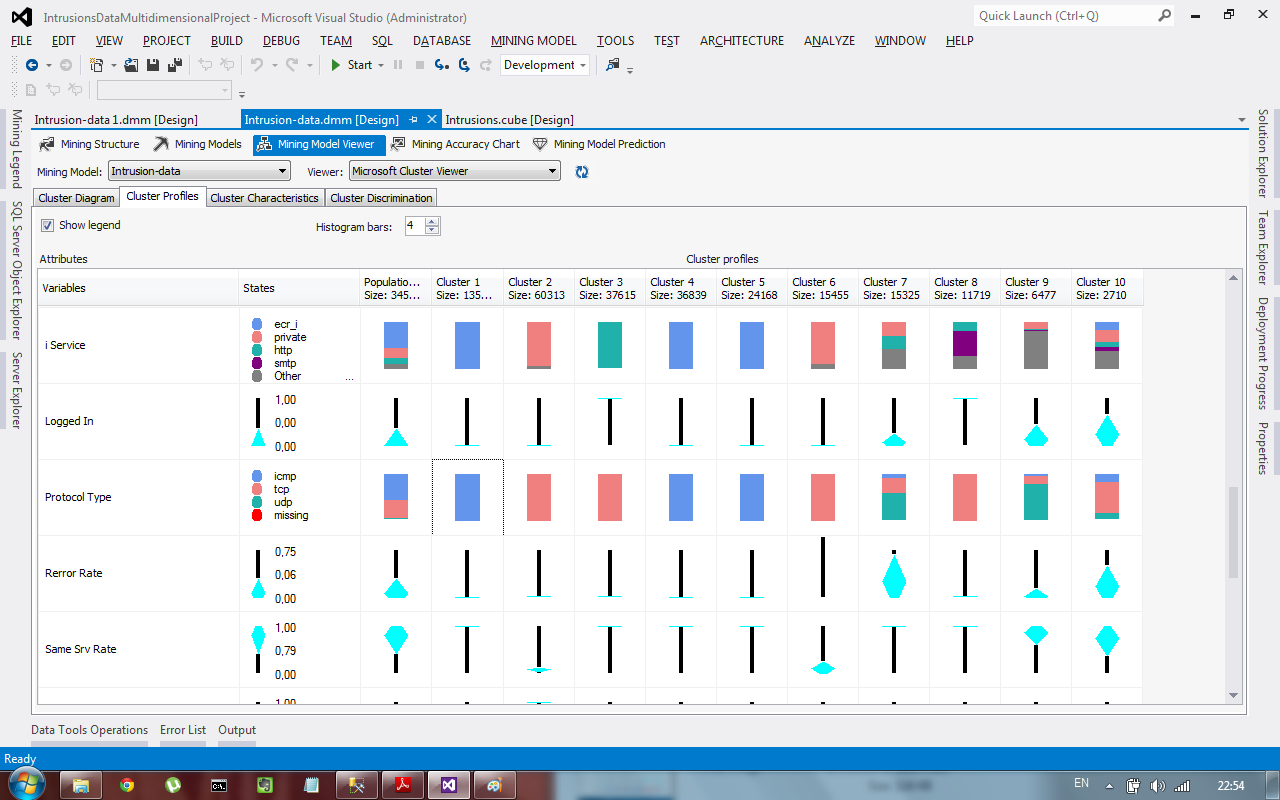 IntrusionsDataMultidimensionalProject - Microsoft Visual Studio (Administrator)
Quick Launch (Ctrl+Q)
FILE EDIT VIEW PROJECT BUILD DEBUG TEAM SQL DATABASE MINING MODEL TOOLS TEST ARCHITECTURE ANALYZE WINDOW HELP
Start Development
Intrusion-data 1.dmm [Design] Intrusion-data.dmm [Design] Intrusions.cube [Design]
Mining Structure Mining Models Mining Model Viewer Mining Accuracy Chart Mining Model Prediction
Mining Model: Intrusion-data Viewer: Microsoft Cluster Viewer
Cluster Diagram Cluster Profiles Cluster Characteristics Cluster Discrimination
Show legend Histogram bars: 4
Attributes Cluster profiles
Variables States
Populatio... Cluster 1 Cluster 2 Cluster 3 Cluster 4 Cluster 5 Cluster 6 Cluster 7 Cluster 8 Cluster 9 Cluster 10
Size: 345... Size: 135... Size: 60313 Size: 37615 Size: 36839 Size: 24168 Size: 15455 Size: 15325 Size: 11719 Size: 6477 Size: 2710
i Service
ecr_i
private
http
smtp
Other ...
Logged In
1,00
0,00
0,00
Protocol Type
icmp
tcp
udp
missing
Rerror Rate
0,75
0,06
0,00
Same Srv Rate
1,00
0,79
0,00
1,00
Mining Legend
SQL Server Object Explorer
Server Explorer
Solution Explorer
Team Explorer
Deployment Progress
Properties
Data Tools Operations Error List Output
Ready
EN 22:54